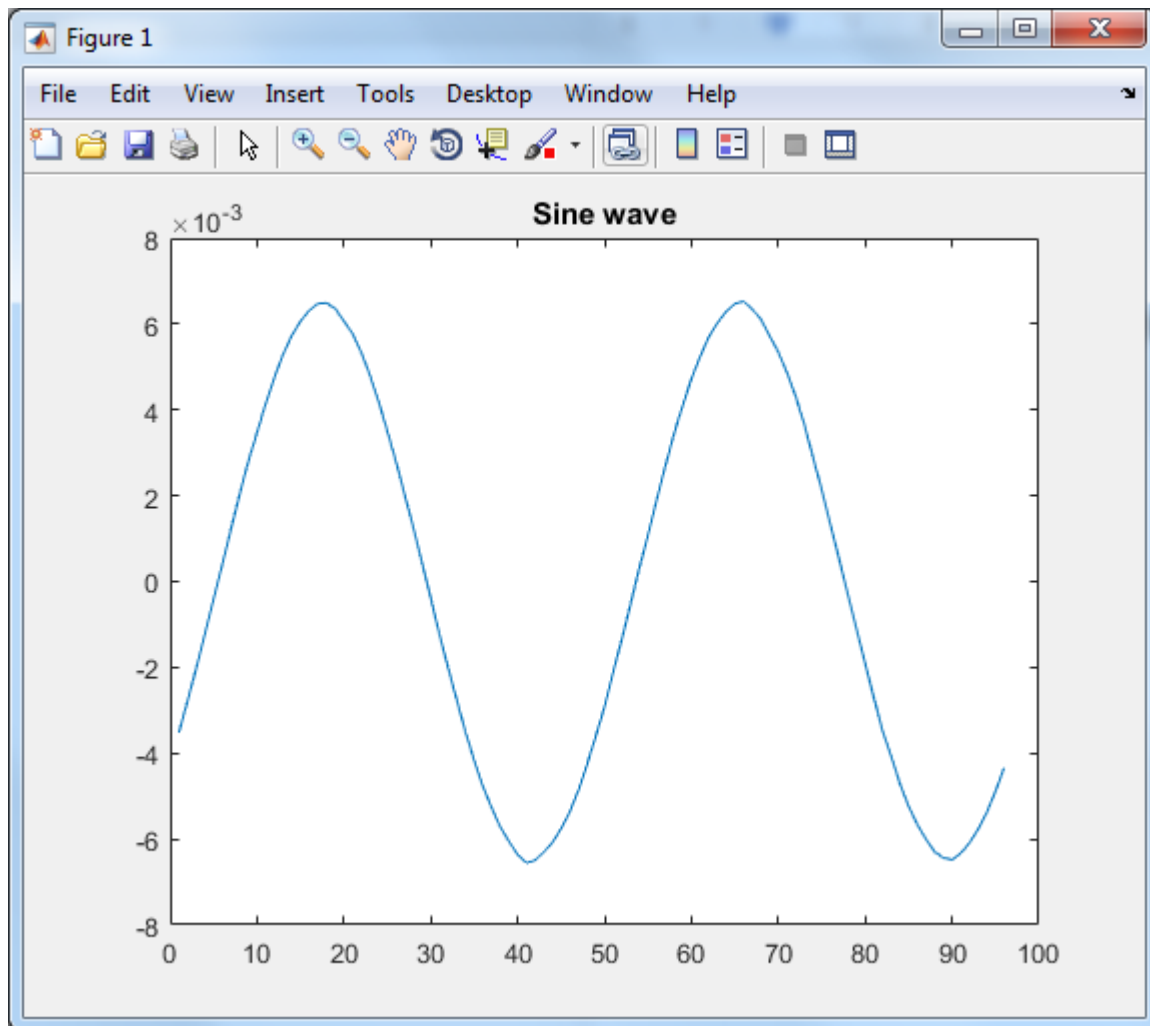 Figure 1
File Edit View Insert Tools Desktop Window Help
×10⁻³
Sine wave
8
6
4
2
0
-2
-4
-6
-8
0 10 20 30 40 50 60 70 80 90 100